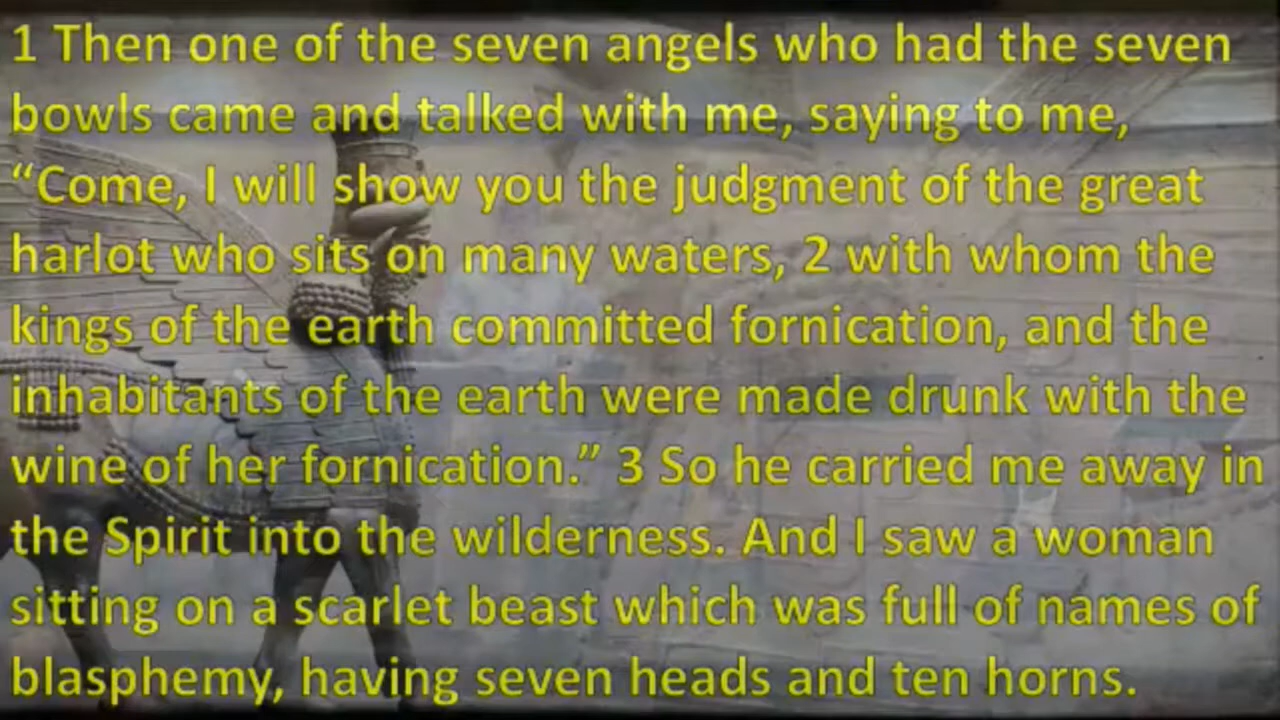 1 Then one of the seven angels who had the seven
bowls came and talked with me, saying to me,
“Come, I will show you the judgment of the great
harlot who sits on many waters, 2 with whom the
kings of the earth committed fornication, and the
inhabitants of the earth were made drunk with the
wine of her fornication.” 3 So he carried me away in
the Spirit into the wilderness. And I saw a woman
sitting on a scarlet beast which was full of names of
blasphemy, having seven heads and ten horns.